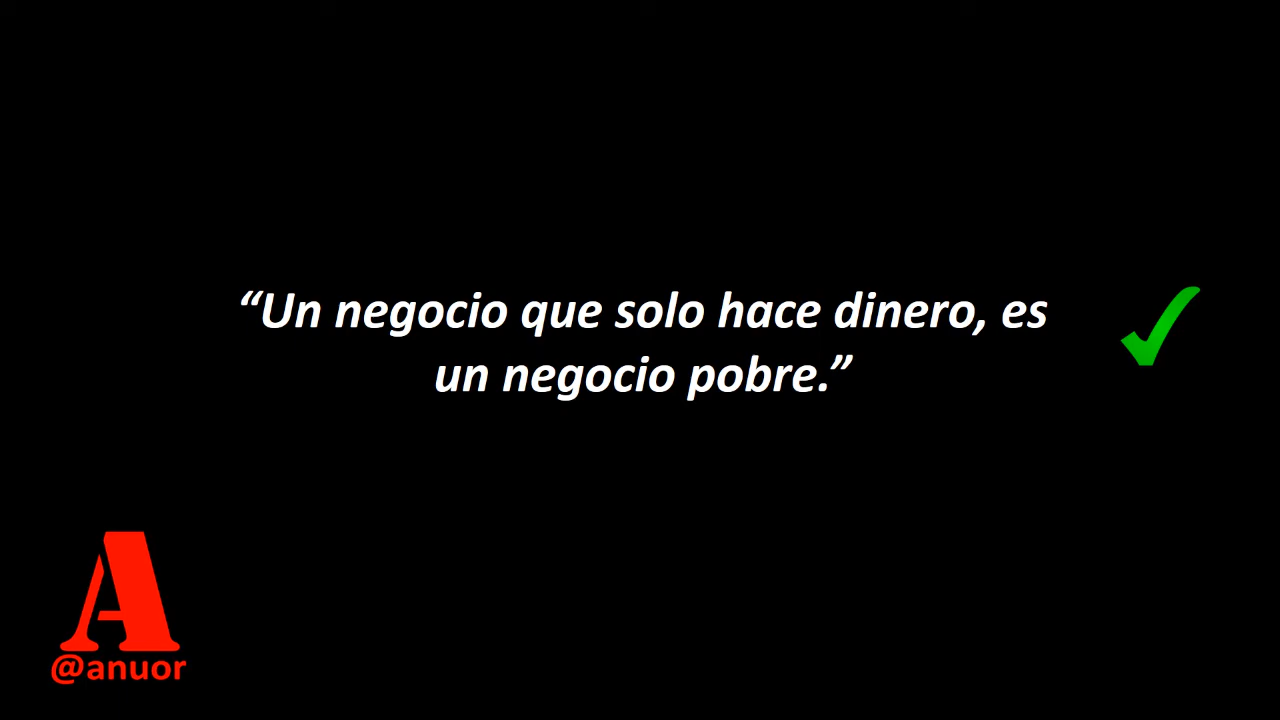 “Un negocio que solo hace dinero, es
un negocio pobre.”
A
@anuor